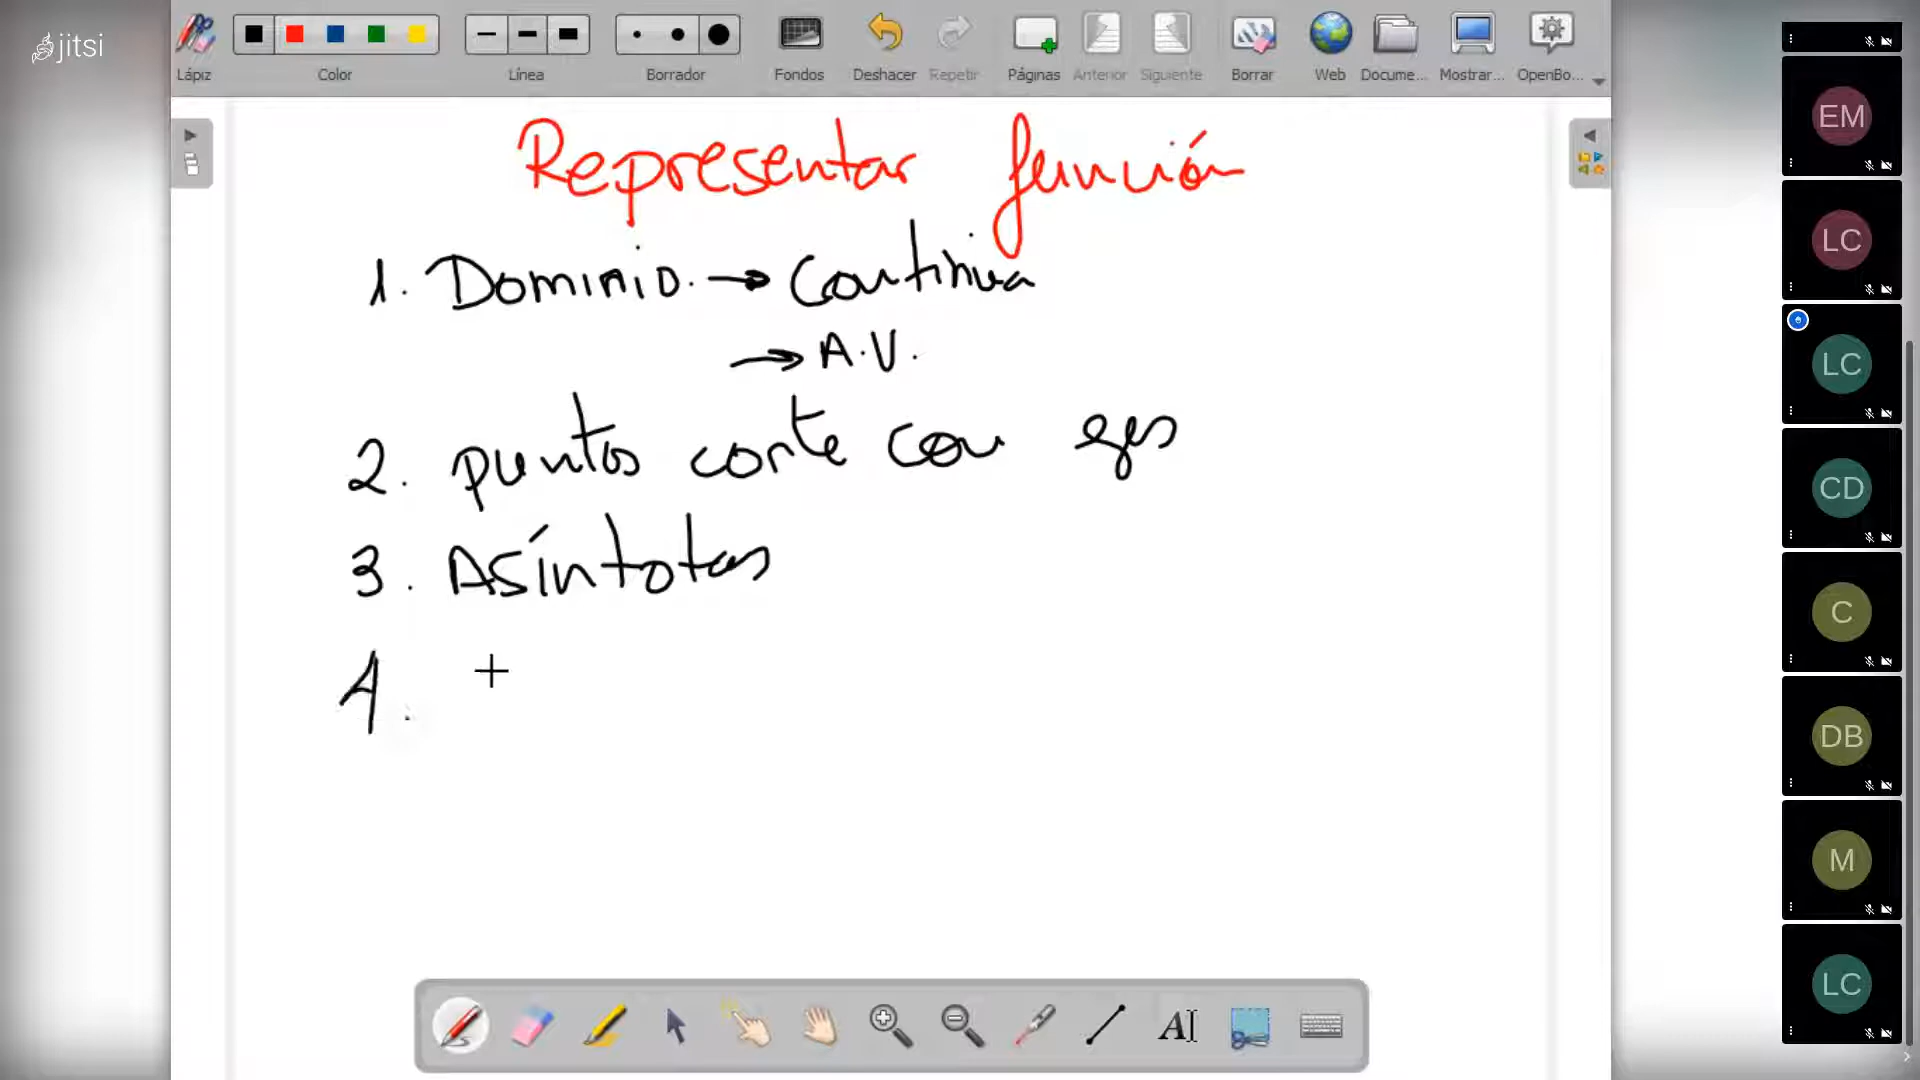 jitsi
Lápiz Color Línea Borrador Fondos Deshacer Repetir Páginas Anterior Siguiente Borrar Web Docume... Mostrar... OpenBo...
Representar función
1. Dominio. → Continua
→ A.V.
2. puntos corte con ejes
3. Asíntotas
4.
EM
LC
LC
CD
C
DB
M
LC
AI